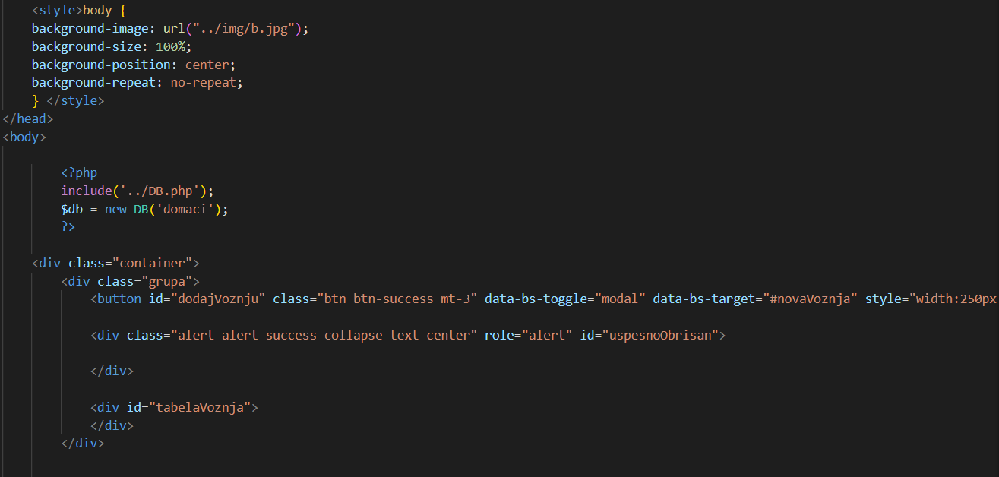 <style>body {
background-image: url("../img/b.jpg");
background-size: 100%;
background-position: center;
background-repeat: no-repeat;
} </style>
</head>
<body>
<?php
include('../DB.php');
$db = new DB('domaci');
?>
<div class="container">
<div class="grupa">
<button id="dodajVoznju" class="btn btn-success mt-3" data-bs-toggle="modal" data-bs-target="#novaVoznja" style="width:250px
<div class="alert alert-success collapse text-center" role="alert" id="uspesnoObrisan">
</div>
<div id="tabelaVoznja">
</div>
</div>